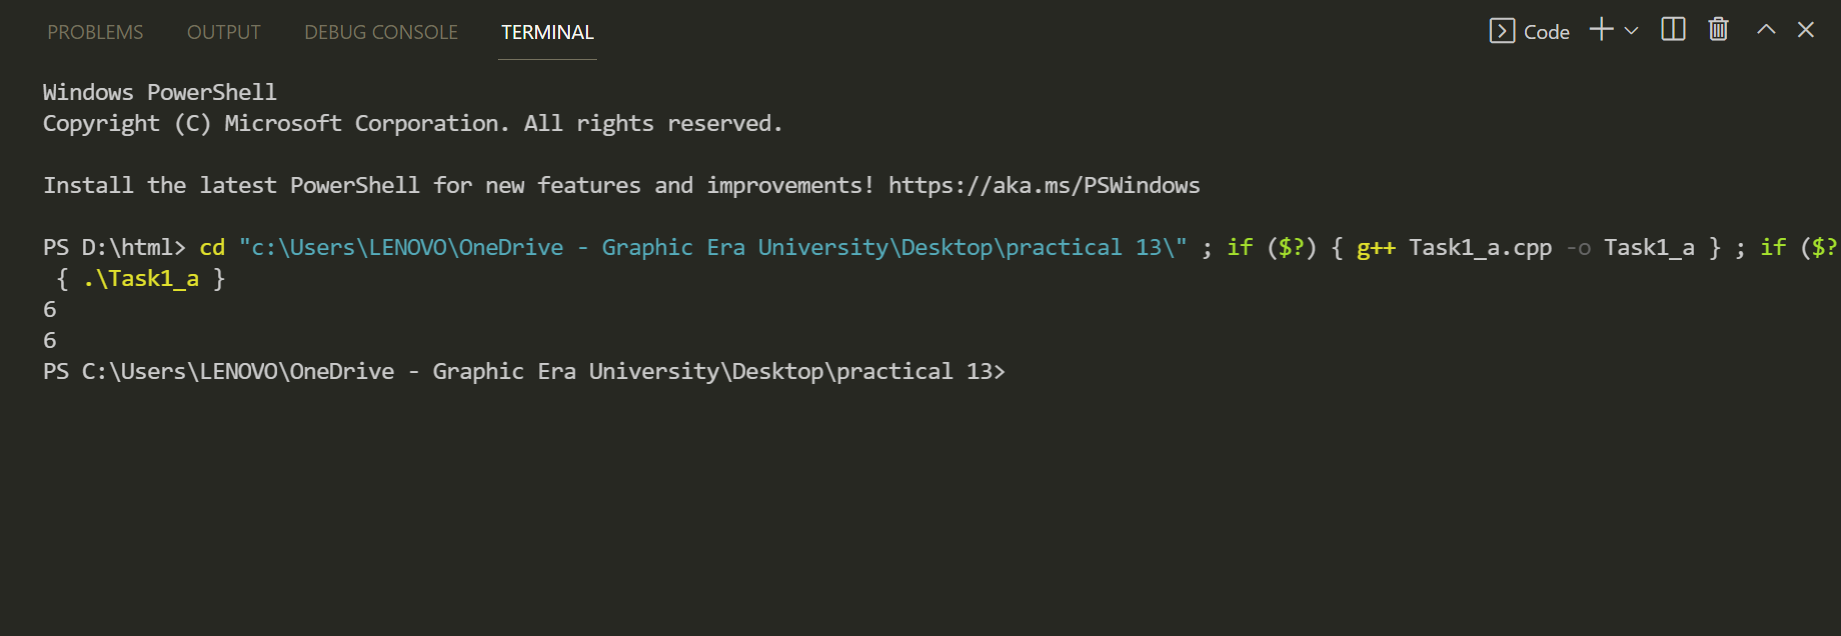 PROBLEMS OUTPUT DEBUG CONSOLE TERMINAL Code
Windows PowerShell
Copyright (C) Microsoft Corporation. All rights reserved.
Install the latest PowerShell for new features and improvements! https://aka.ms/PSWindows
PS D:\html> cd "c:\Users\LENOVO\OneDrive - Graphic Era University\Desktop\practical 13\" ; if ($?) { g++ Task1_a.cpp -o Task1_a } ; if ($?
{ .\Task1_a }
6
6
PS C:\Users\LENOVO\OneDrive - Graphic Era University\Desktop\practical 13>